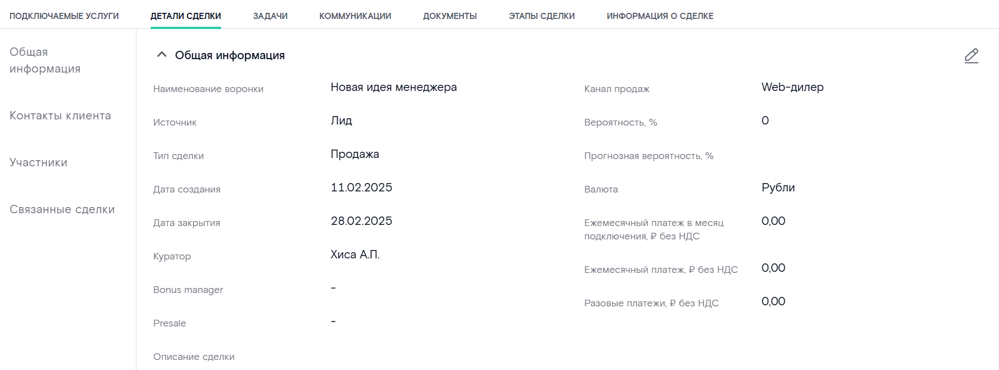 ПОДКЛЮЧАЕМЫЕ УСЛУГИ
ДЕТАЛИ СДЕЛКИ
ЗАДАЧИ
КОММУНИКАЦИИ
ДОКУМЕНТЫ
ЭТАПЫ СДЕЛКИ
ИНФОРМАЦИЯ О СДЕЛКЕ
Общая
информация
Контакты клиента
Участники
Связанные сделки
Общая информация
Наименование воронки
Новая идея менеджера
Источник
Лид
Тип сделки
Продажа
Дата создания
11.02.2025
Дата закрытия
28.02.2025
Куратор
Хиса А.П.
Bonus manager
-
Presale
-
Описание сделки
Канал продаж
Web-дилер
Вероятность, %
0
Прогнозная вероятность, %
Валюта
Рубли
Ежемесячный платеж в месяц
подключения, ₽ без НДС
0,00
Ежемесячный платеж, ₽ без НДС
0,00
Разовые платежи, ₽ без НДС
0,00